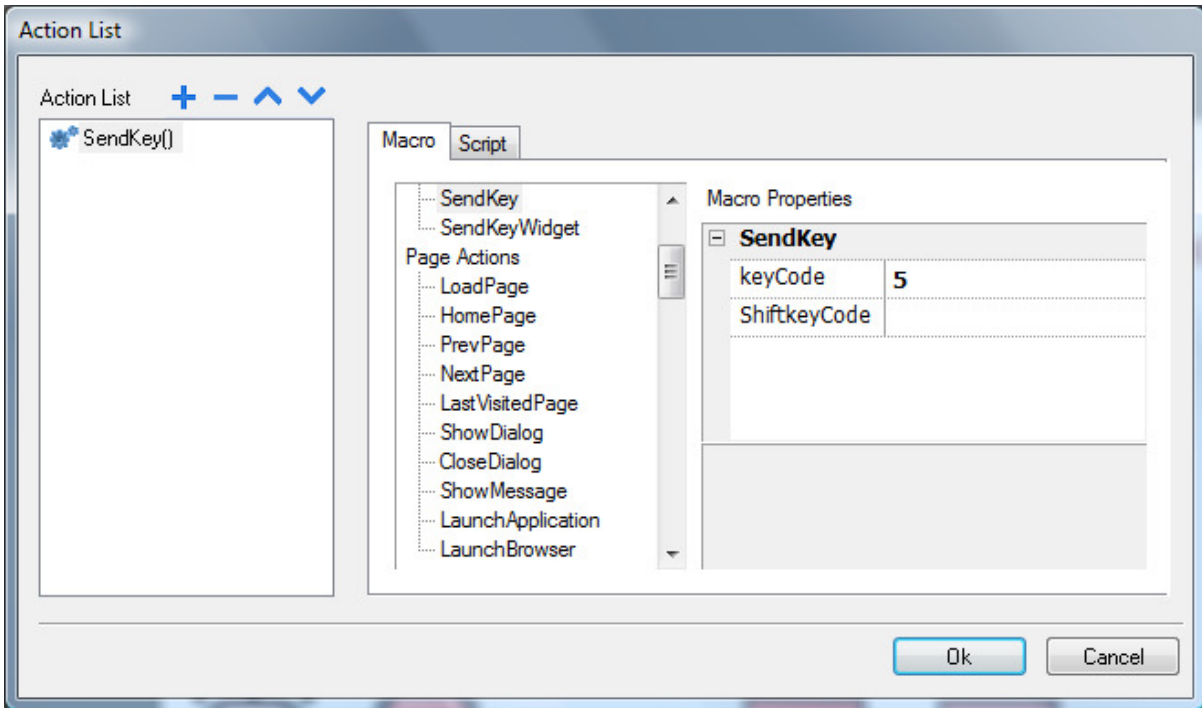 Action List
Action List
SendKey()
Macro
Script
SendKey
SendKeyWidget
Page Actions
LoadPage
HomePage
PrevPage
NextPage
LastVisitedPage
ShowDialog
CloseDialog
ShowMessage
LaunchApplication
LaunchBrowser
Macro Properties
SendKey
keyCode 5
ShiftkeyCode
Ok
Cancel